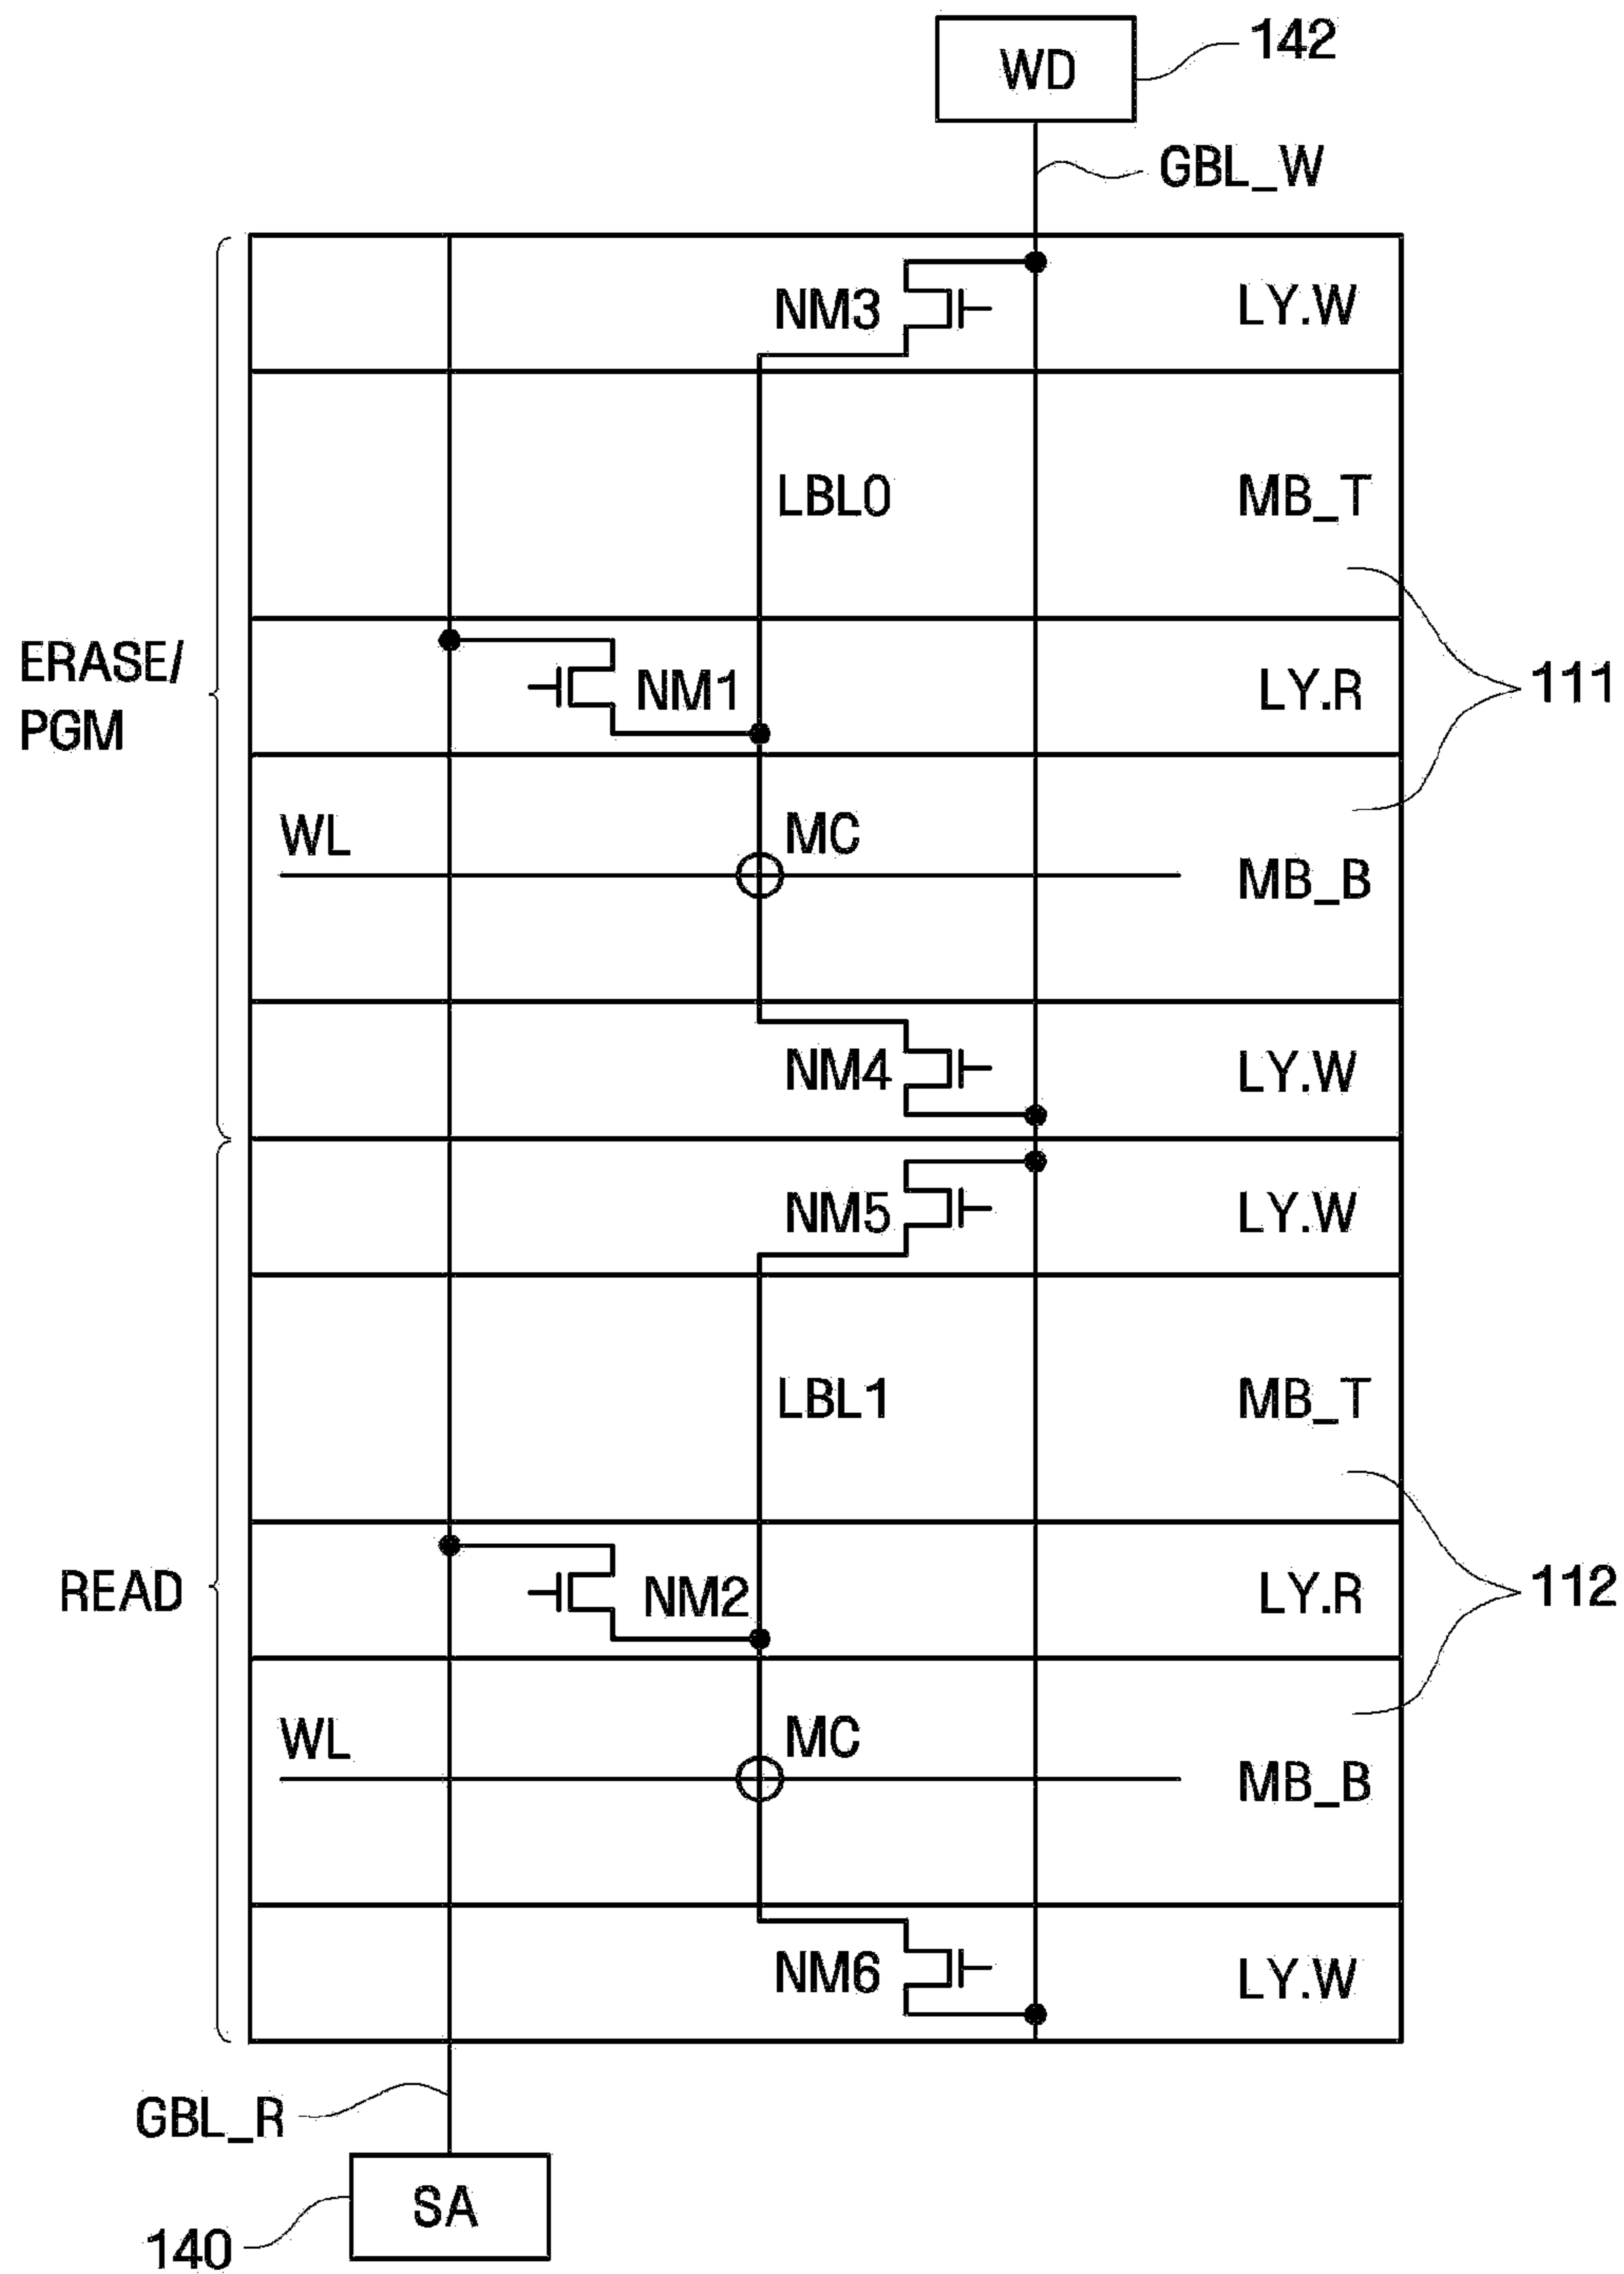 WD
142
GBL_W
NM3
LY.W
LBL0
MB_T
ERASE/
PGM
NM1
LY.R
111
WL
MC
MB_B
NM4
LY.W
NM5
LY.W
LBL1
MB_T
READ
NM2
LY.R
112
WL
MC
MB_B
NM6
LY.W
GBL_R
SA
140